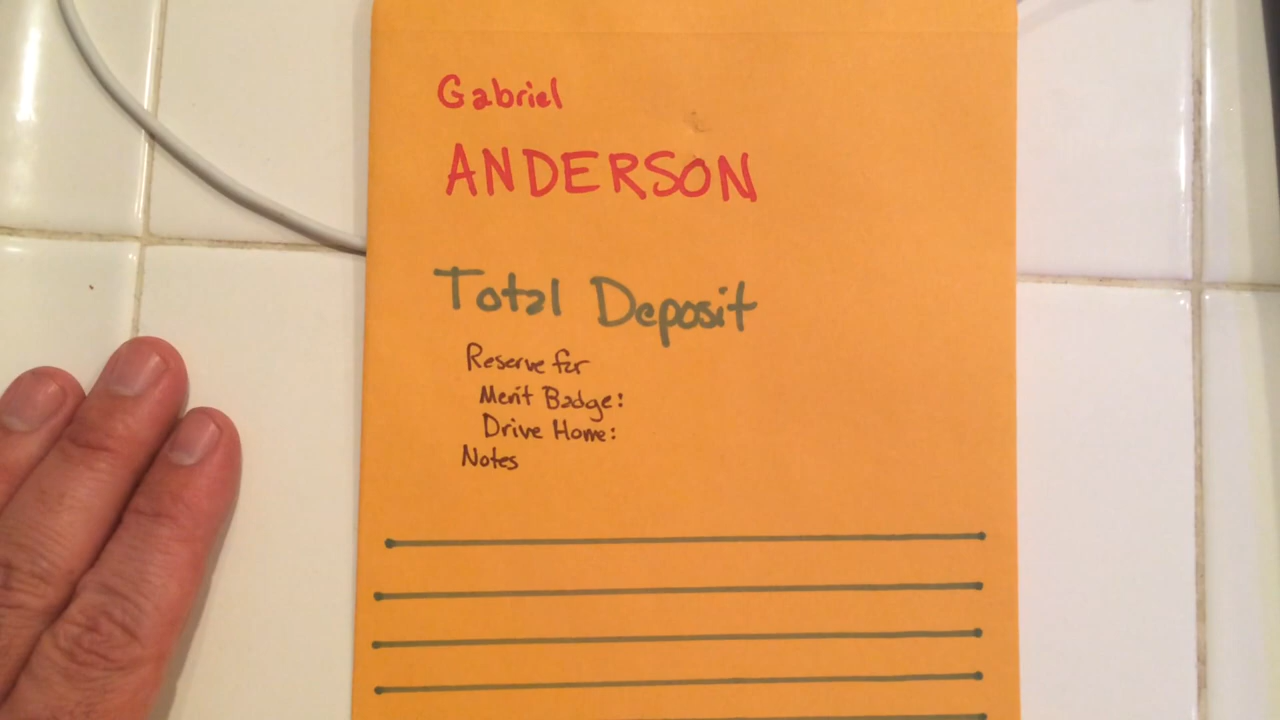 Gabriel
ANDERSON
Total Deposit
Reserve for
Merit Badge:
Drive Home:
Notes